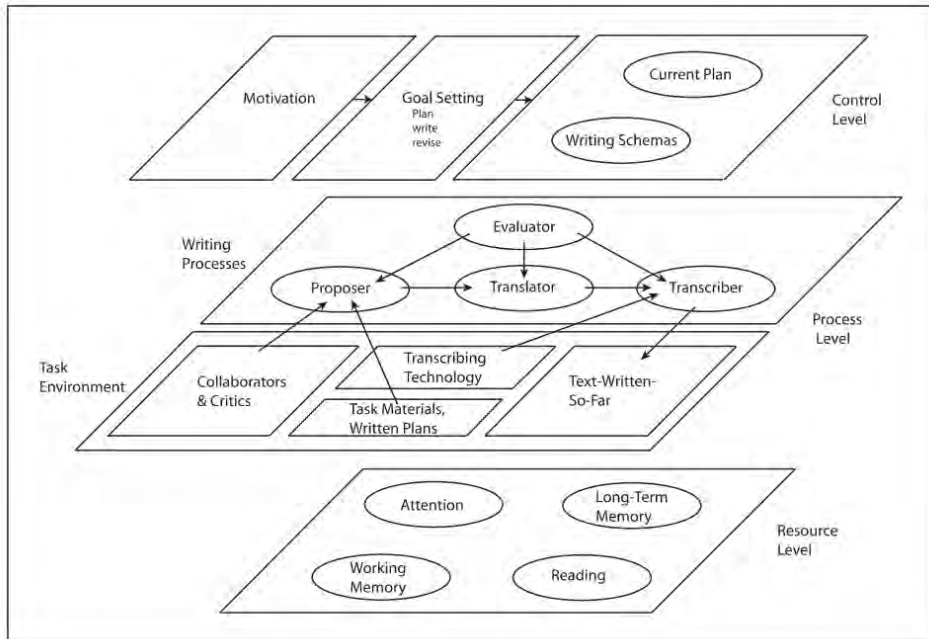 Motivation
Goal Setting
Plan
write
revise
Current Plan
Writing Schemas
Control
Level
Writing
Processes
Evaluator
Proposer
Translator
Transcriber
Process
Level
Task
Environment
Collaborators
& Critics
Transcribing
Technology
Task Materials,
Written Plans
Text-Written-
So-Far
Attention
Long-Term
Memory
Working
Memory
Reading
Resource
Level